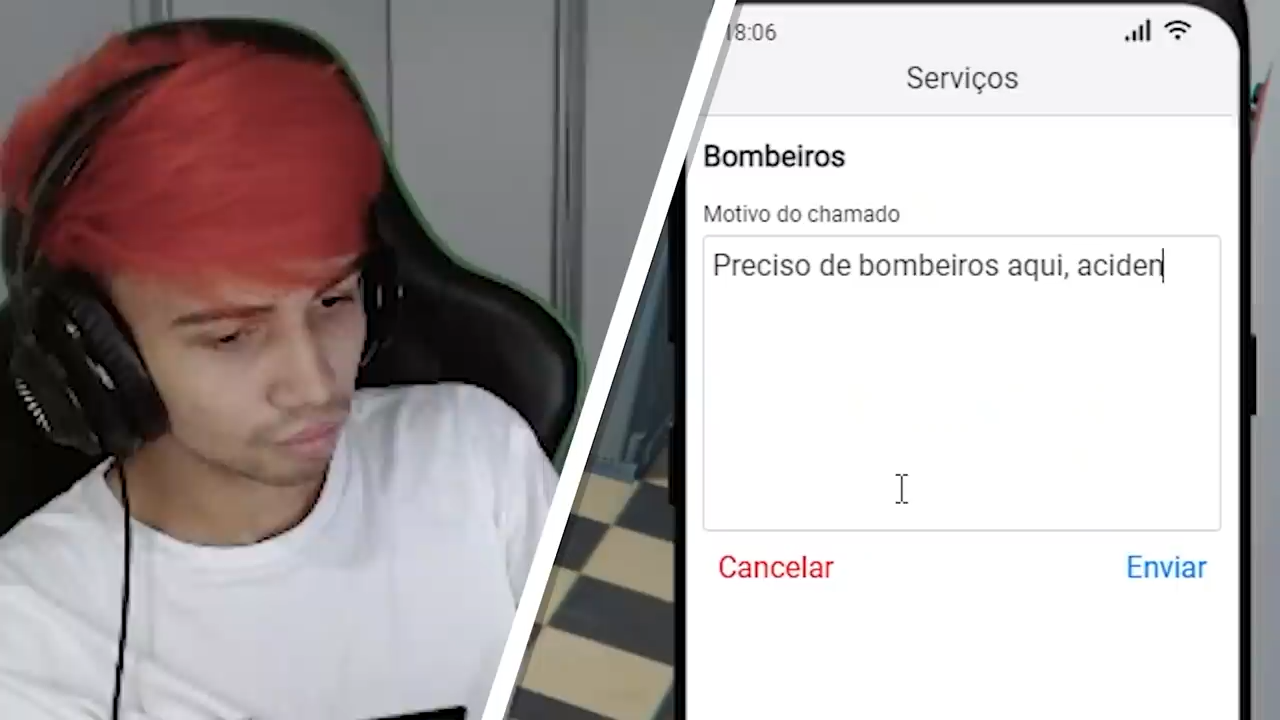 18:06
Serviços
Bombeiros
Motivo do chamado
Preciso de bombeiros aqui, aciden
Cancelar
Enviar